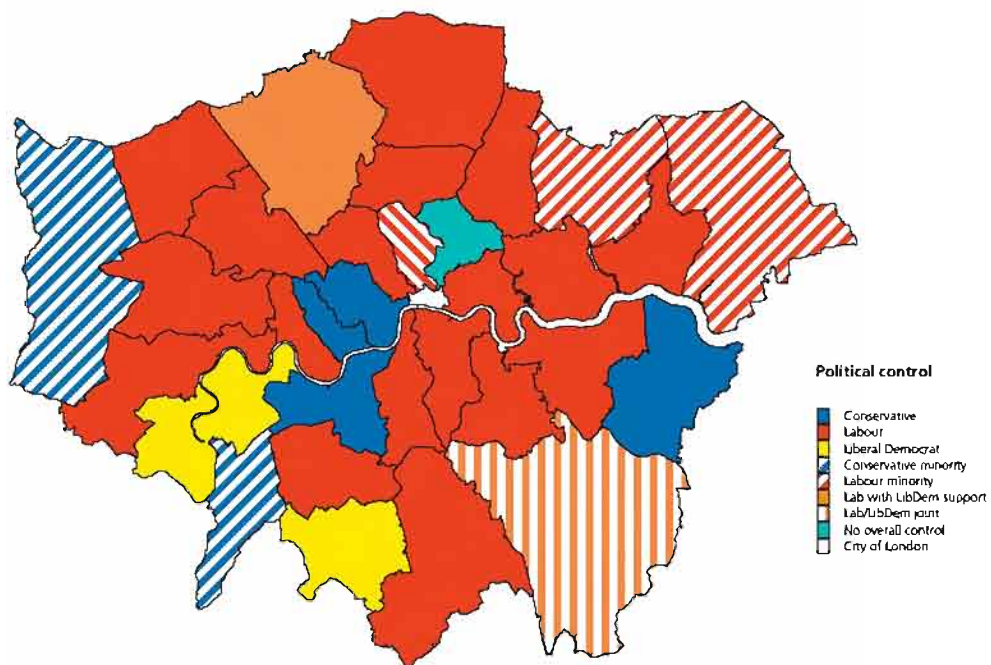 Political control
Conservative
Labour
Liberal Democrat
Conservative minority
Labour minority
Lab with LibDem support
Lab/LibDem joint
No overall control
City of London